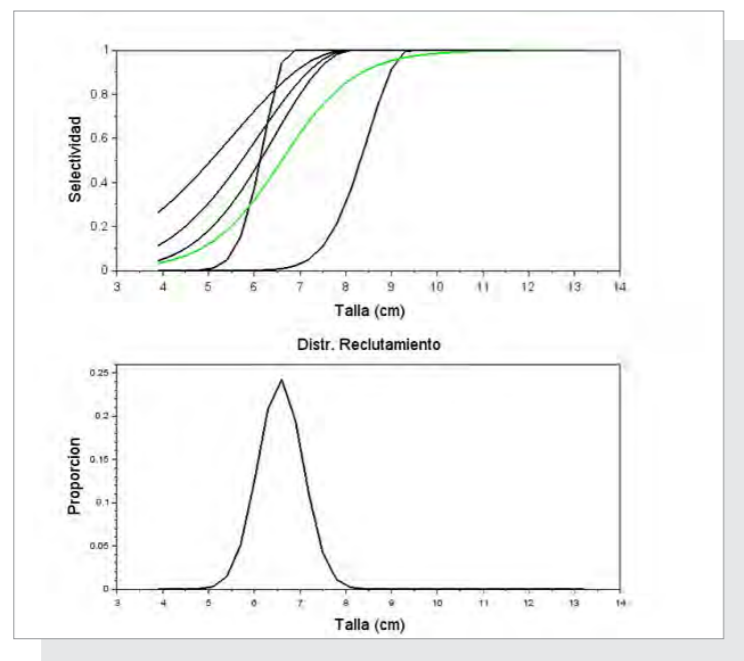 1
0.8
0.6
0.4
0.2
0
Selectividad
3 4 5 6 7 8 9 10 11 12 13 14
Talla (cm)
Distr. Reclutamiento
0.25
0.2
0.15
0.1
0.05
0
Proporcion
3 4 5 6 7 8 9 10 11 12 13 14
Talla (cm)